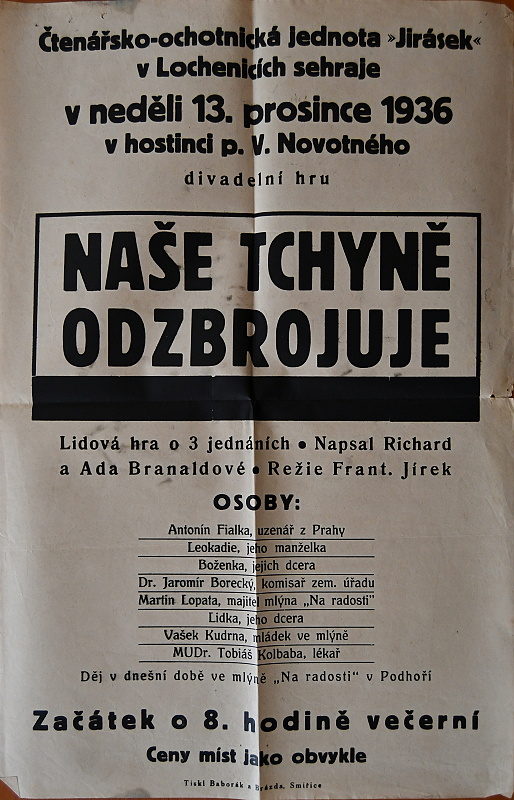 Čtenářsko-ochotnická jednota »Jirásek«
v Lochenicích sehraje
v neděli 13. prosince 1936
v hostinci p. V. Novotného
divadelní hru
NAŠE TCHYNĚ
ODZBROJUJE
Lidová hra o 3 jednáních • Napsal Richard
a Ada Branaldové • Režie Frant. Jírek
OSOBY:
Antonín Fialka, uzenář z Prahy
Leokadie, jeho manželka
Boženka, jejich dcera
Dr. Jaromír Borecký, komisař zem. úřadu
Martin Lopata, majitel mlýna „Na radosti"
Lidka, jeho dcera
Vašek Kudrna, mládek ve mlýně
MUDr. Tobiáš Kolbaba, lékař
Děj v dnešní době ve mlýně „Na radosti" v Podhoří
Začátek o 8. hodině večerní
Ceny míst jako obvykle
Tiskl Baborák a Brázda, Smiřice